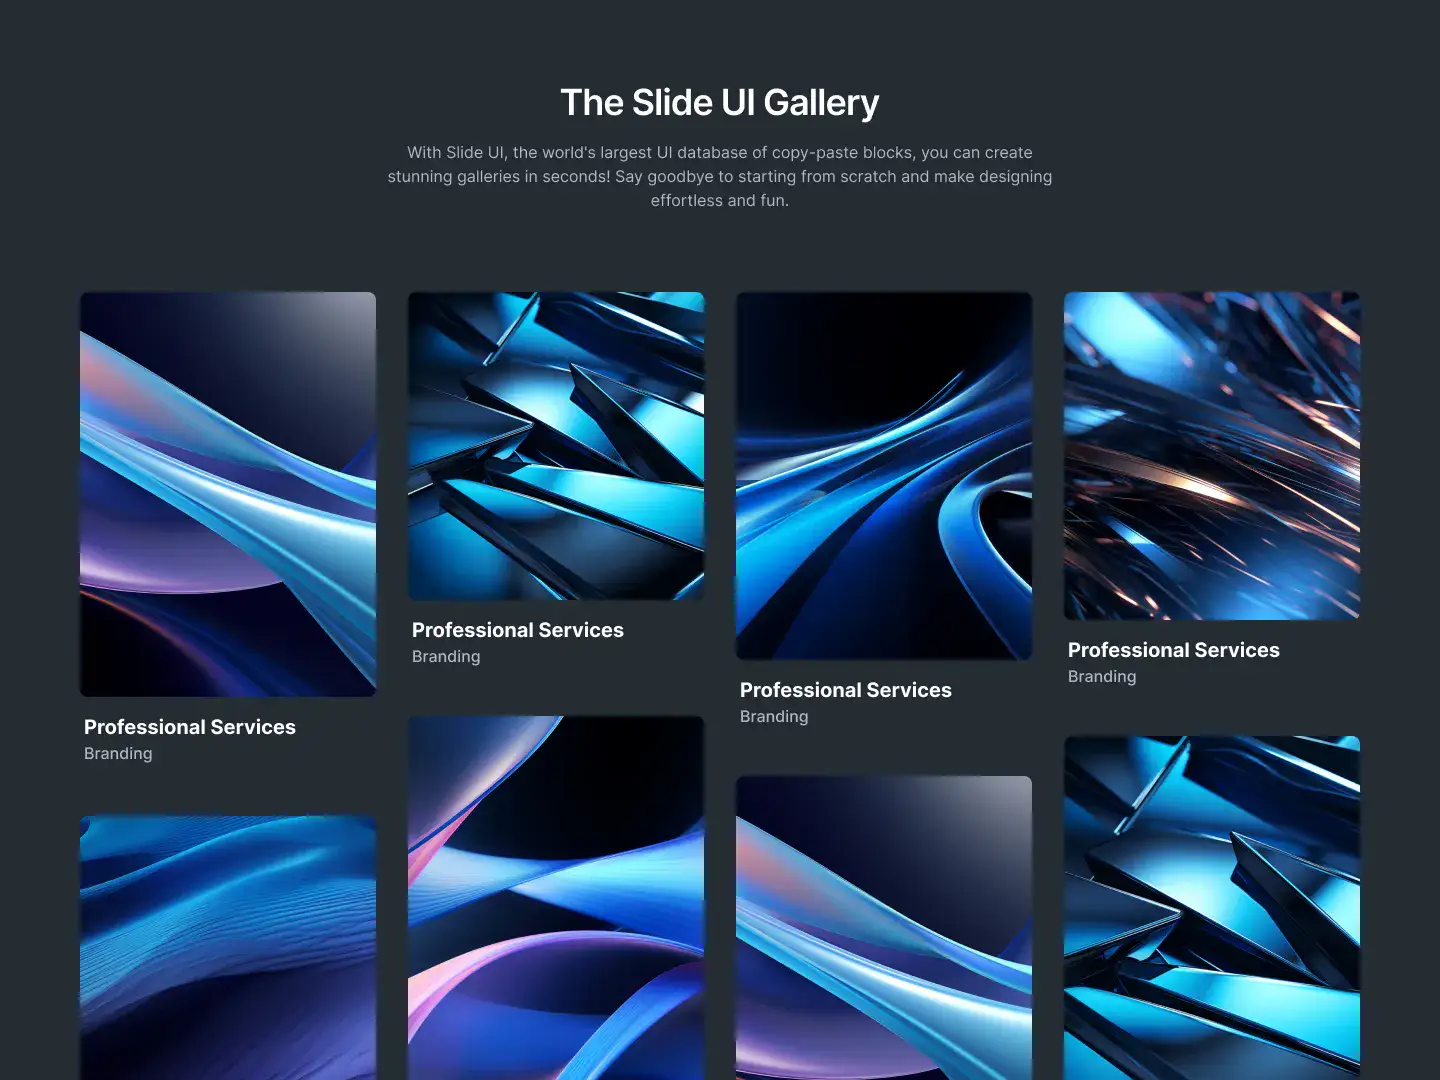 The Slide UI Gallery
With Slide UI, the world's largest UI database of copy-paste blocks, you can create
stunning galleries in seconds! Say goodbye to starting from scratch and make designing
effortless and fun.
Professional Services
Branding
Professional Services
Branding
Professional Services
Branding
Professional Services
Branding